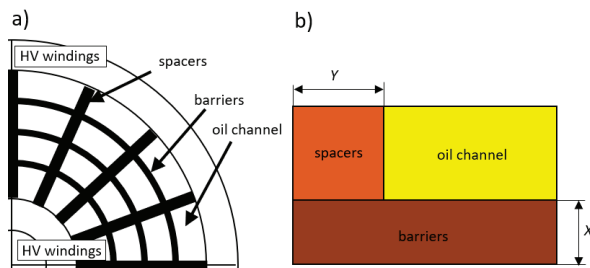 a)
HV windings
spacers
barriers
oil channel
HV windings
b)
Y
spacers
oil channel
barriers
X